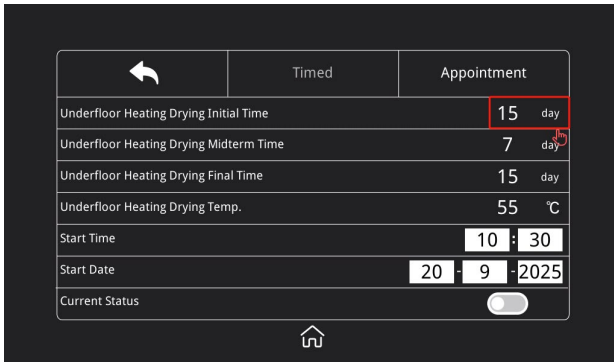 Timed Appointment
Underfloor Heating Drying Initial Time 15 day
Underfloor Heating Drying Midterm Time 7 day
Underfloor Heating Drying Final Time 15 day
Underfloor Heating Drying Temp. 55 ℃
Start Time 10 : 30
Start Date 20 - 9 - 2025
Current Status